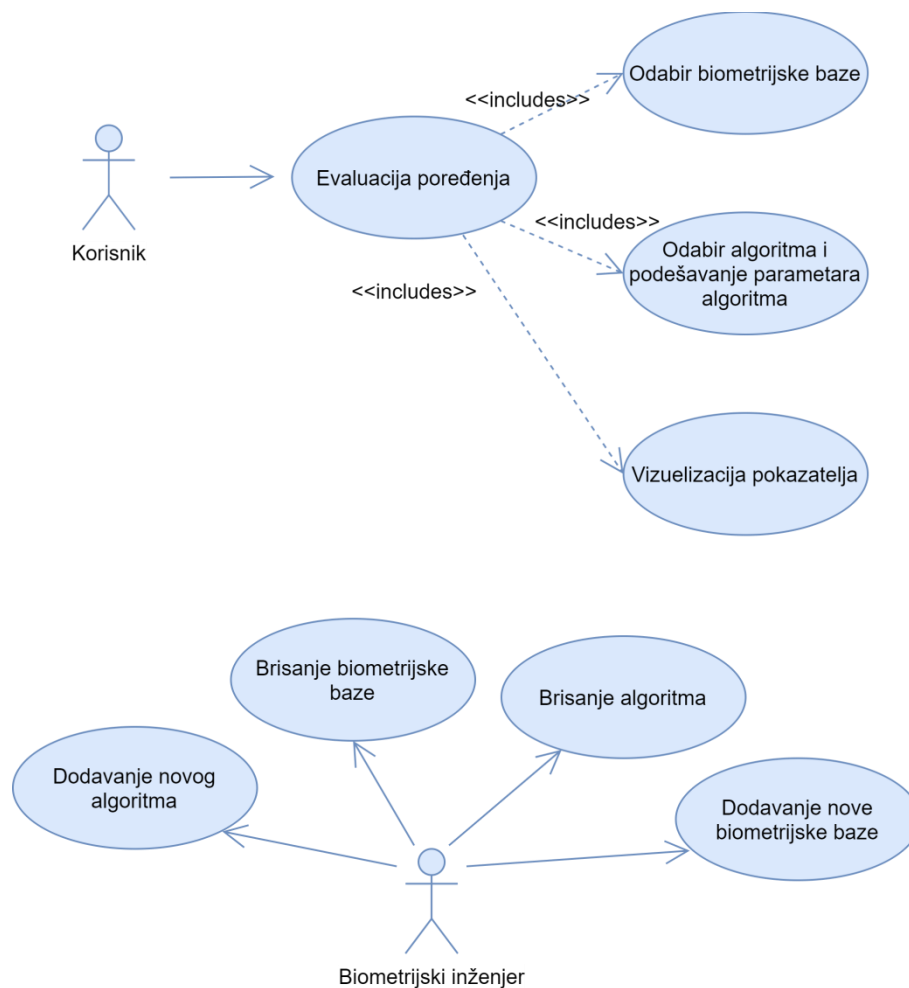 Odabir biometrijske baze
<<includes>>
Evaluacija poređenja
Korisnik
<<includes>>
Odabir algoritma i
podešavanje parametara
algoritma
<<includes>>
Vizuelizacija pokazatelja
Brisanje biometrijske
baze
Brisanje algoritma
Dodavanje novog
algoritma
Dodavanje nove
biometrijske baze
Biometrijski inženjer